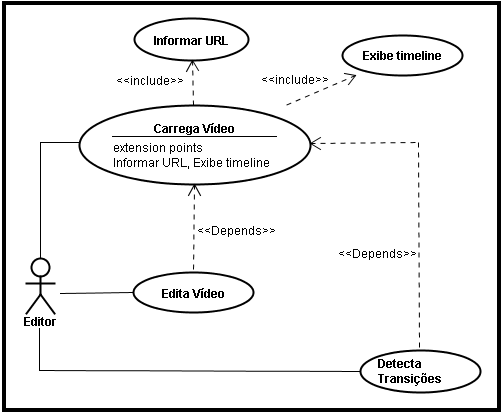 Informar URL
Exibe timeline
<<include>>
<<include>>
Carrega Vídeo
extension points
Informar URL, Exibe timeline
<<Depends>>
<<Depends>>
Edita Vídeo
Editor
Detecta
Transições